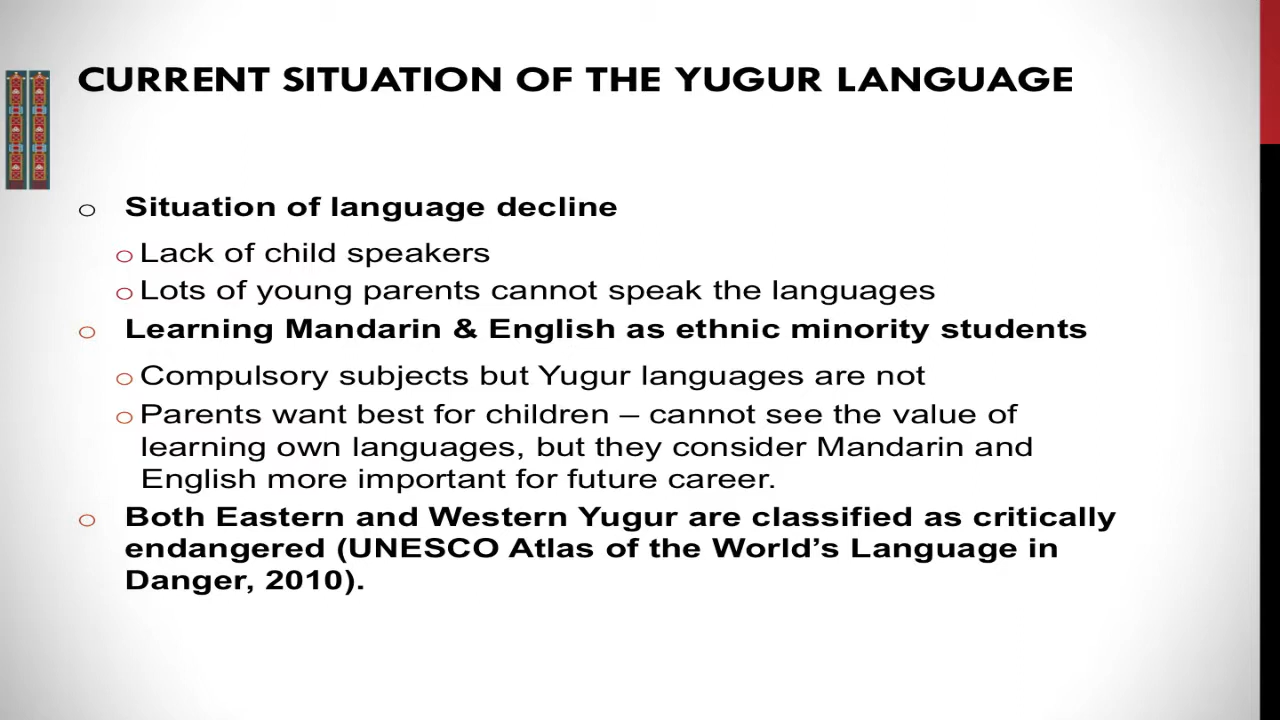 CURRENT SITUATION OF THE YUGUR LANGUAGE
Situation of language decline
Lack of child speakers
Lots of young parents cannot speak the languages
Learning Mandarin & English as ethnic minority students
Compulsory subjects but Yugur languages are not
Parents want best for children – cannot see the value of
learning own languages, but they consider Mandarin and
English more important for future career.
Both Eastern and Western Yugur are classified as critically
endangered (UNESCO Atlas of the World’s Language in
Danger, 2010).